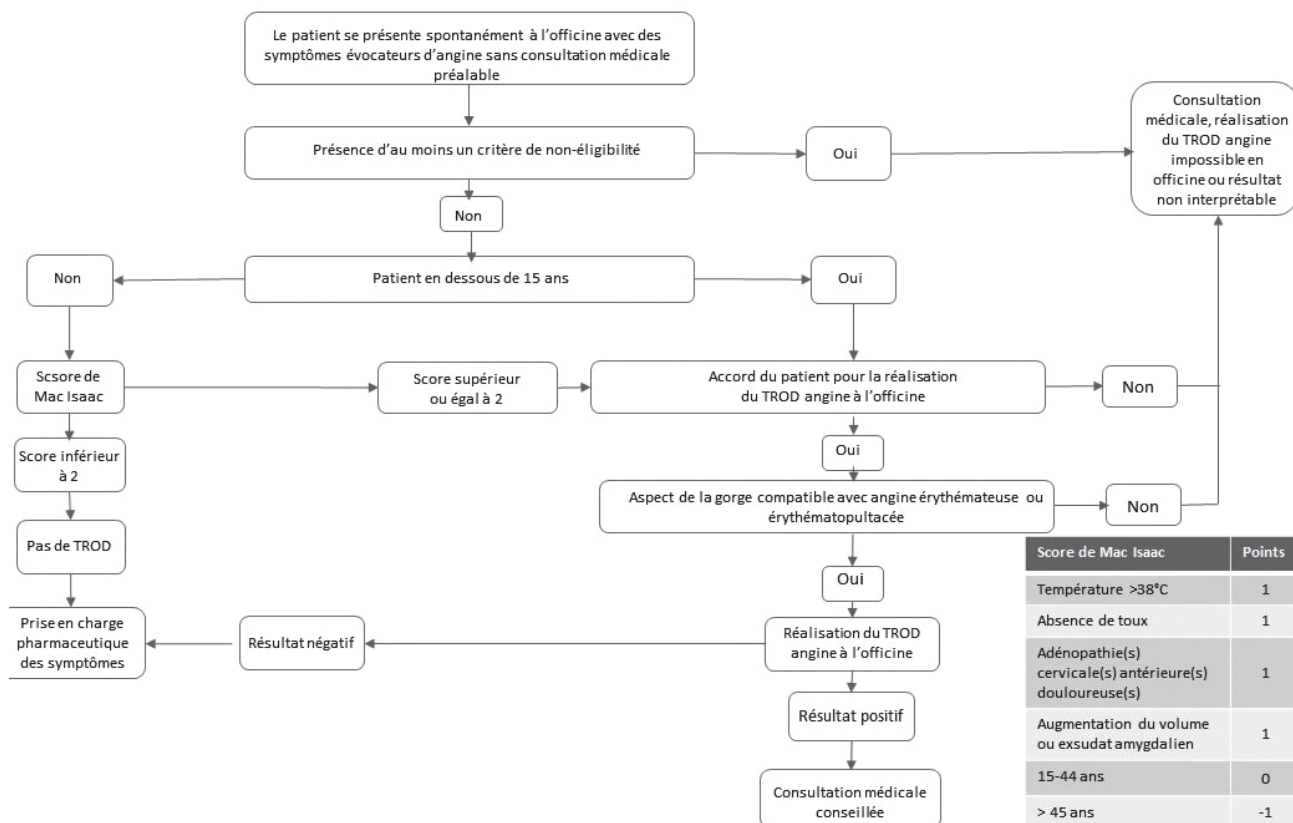 Le patient se présente spontanément à l’officine avec des
symptômes évocateurs d’angine sans consultation médicale
préalable
Consultation
médicale, réalisation
du TROD angine
impossible en
officine ou résultat
non interprétable
Présence d’au moins un critère de non-éligibilité
Oui
Non
Non
Patient en dessous de 15 ans
Oui
Scsore de
Mac Isaac
Score supérieur
ou égal à 2
Accord du patient pour la réalisation
du TROD angine à l’officine
Non
Score inférieur
à 2
Oui
Aspect de la gorge compatible avec angine érythémateuse ou
érythématopultacée
Non
Pas de TROD
Oui
Prise en charge
pharmaceutique
des symptômes
Résultat négatif
Réalisation du TROD
angine à l’officine
Résultat positif
Consultation médicale
conseillée
Score de Mac Isaac Points
Température >38°C 1
Absence de toux 1
Adénopathie(s)
cervicale(s) antérieure(s)
douloureuse(s)
1
Augmentation du volume
ou exsudat amygdalien
1
15-44 ans 0
> 45 ans -1